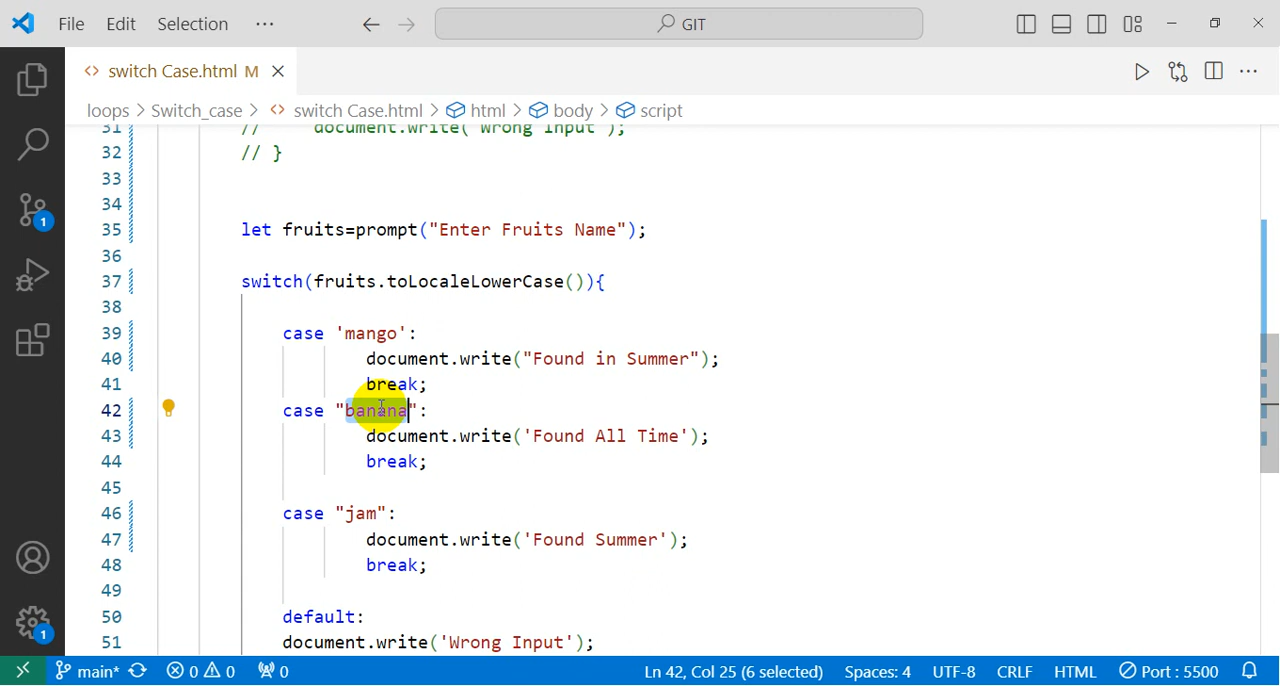 File Edit Selection ··· GIT
switch Case.html M
loops > Switch_case > switch Case.html > html > body > script
31 // document.write("Wrong Input");
32 // }
33
34
35 let fruits=prompt("Enter Fruits Name");
36
37 switch(fruits.toLocaleLowerCase()){
38
39 case 'mango':
40 document.write("Found in Summer");
41 break;
42 case "banana":
43 document.write('Found All Time');
44 break;
45
46 case "jam":
47 document.write('Found Summer');
48 break;
49
50 default:
51 document.write('Wrong Input');
1
1
main* 0 0 0 Ln 42, Col 25 (6 selected) Spaces: 4 UTF-8 CRLF HTML Port : 5500